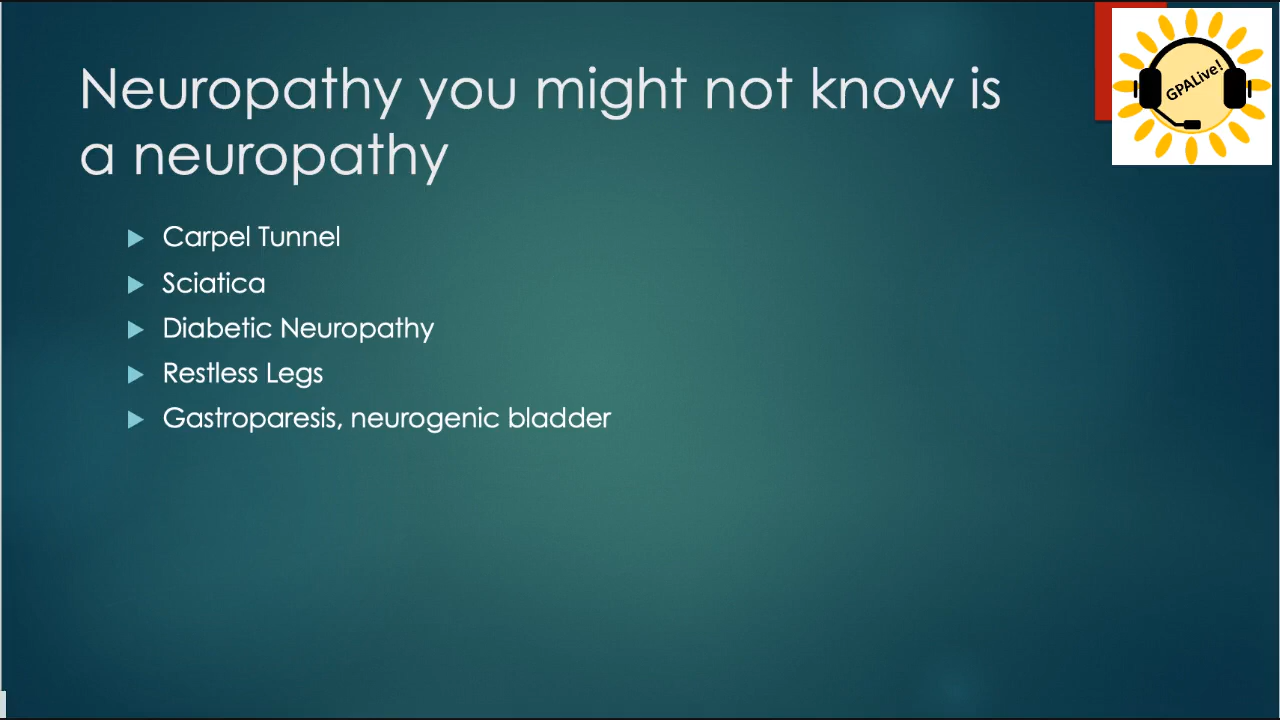 Neuropathy you might not know is
a neuropathy
GPALive!
Carpel Tunnel
Sciatica
Diabetic Neuropathy
Restless Legs
Gastroparesis, neurogenic bladder